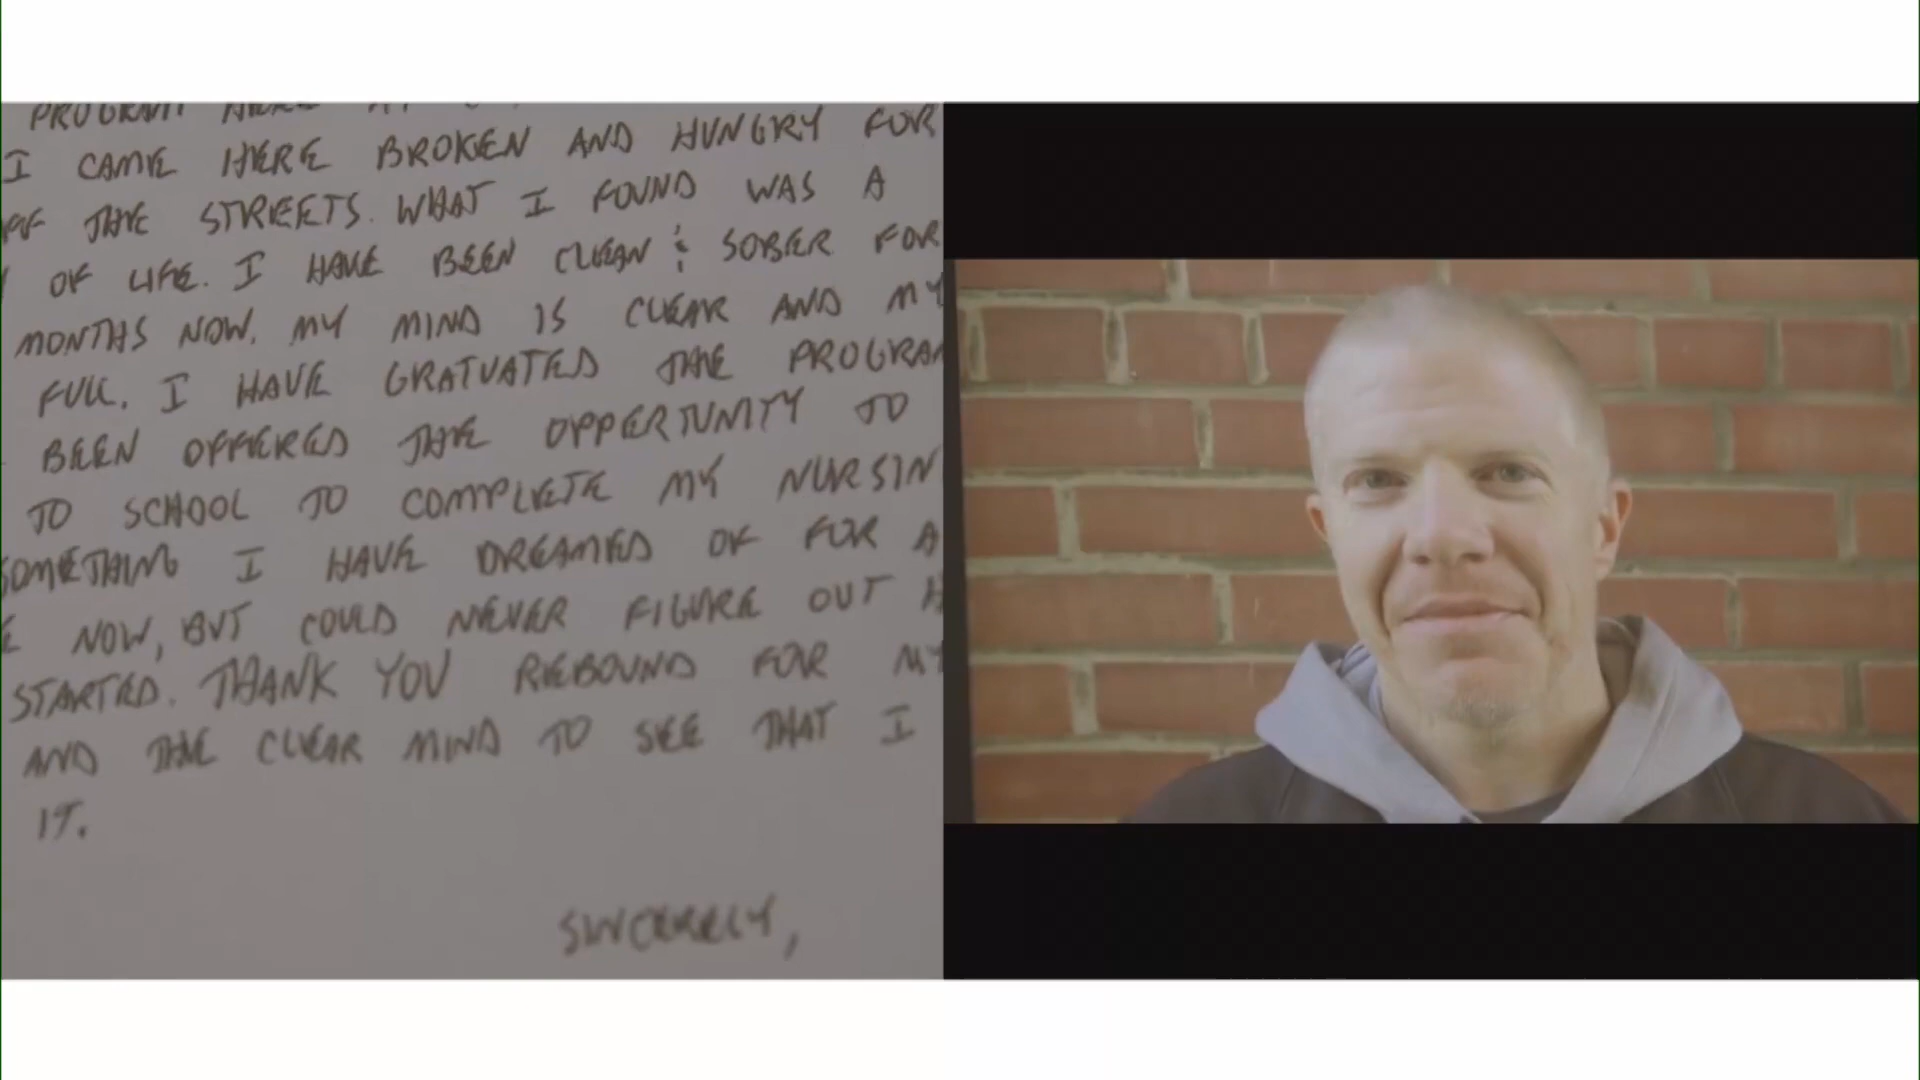 PROGRAM HERE AT
I CAME HERE BROKEN AND HUNGRY FOR
OFF THE STREETS. WHAT I FOUND WAS A
OF LIFE. I HAVE BEEN CLEAN & SOBER FOR
MONTHS NOW. MY MIND IS CLEAR AND MY
FULL. I HAVE GRATUATED THE PROGRAM
BEEN OFFERED THE OPPERTUNITY TO
TO SCHOOL TO COMPLETE MY NURSIN
SOMETHING I HAVE DREAMED OF FOR A
NOW, BUT COULD NEVER FIGURE OUT H
STARTED. THANK YOU REBOUND FOR MY
AND THE CLEAR MIND TO SEE THAT I
IT.
SINCERELY,